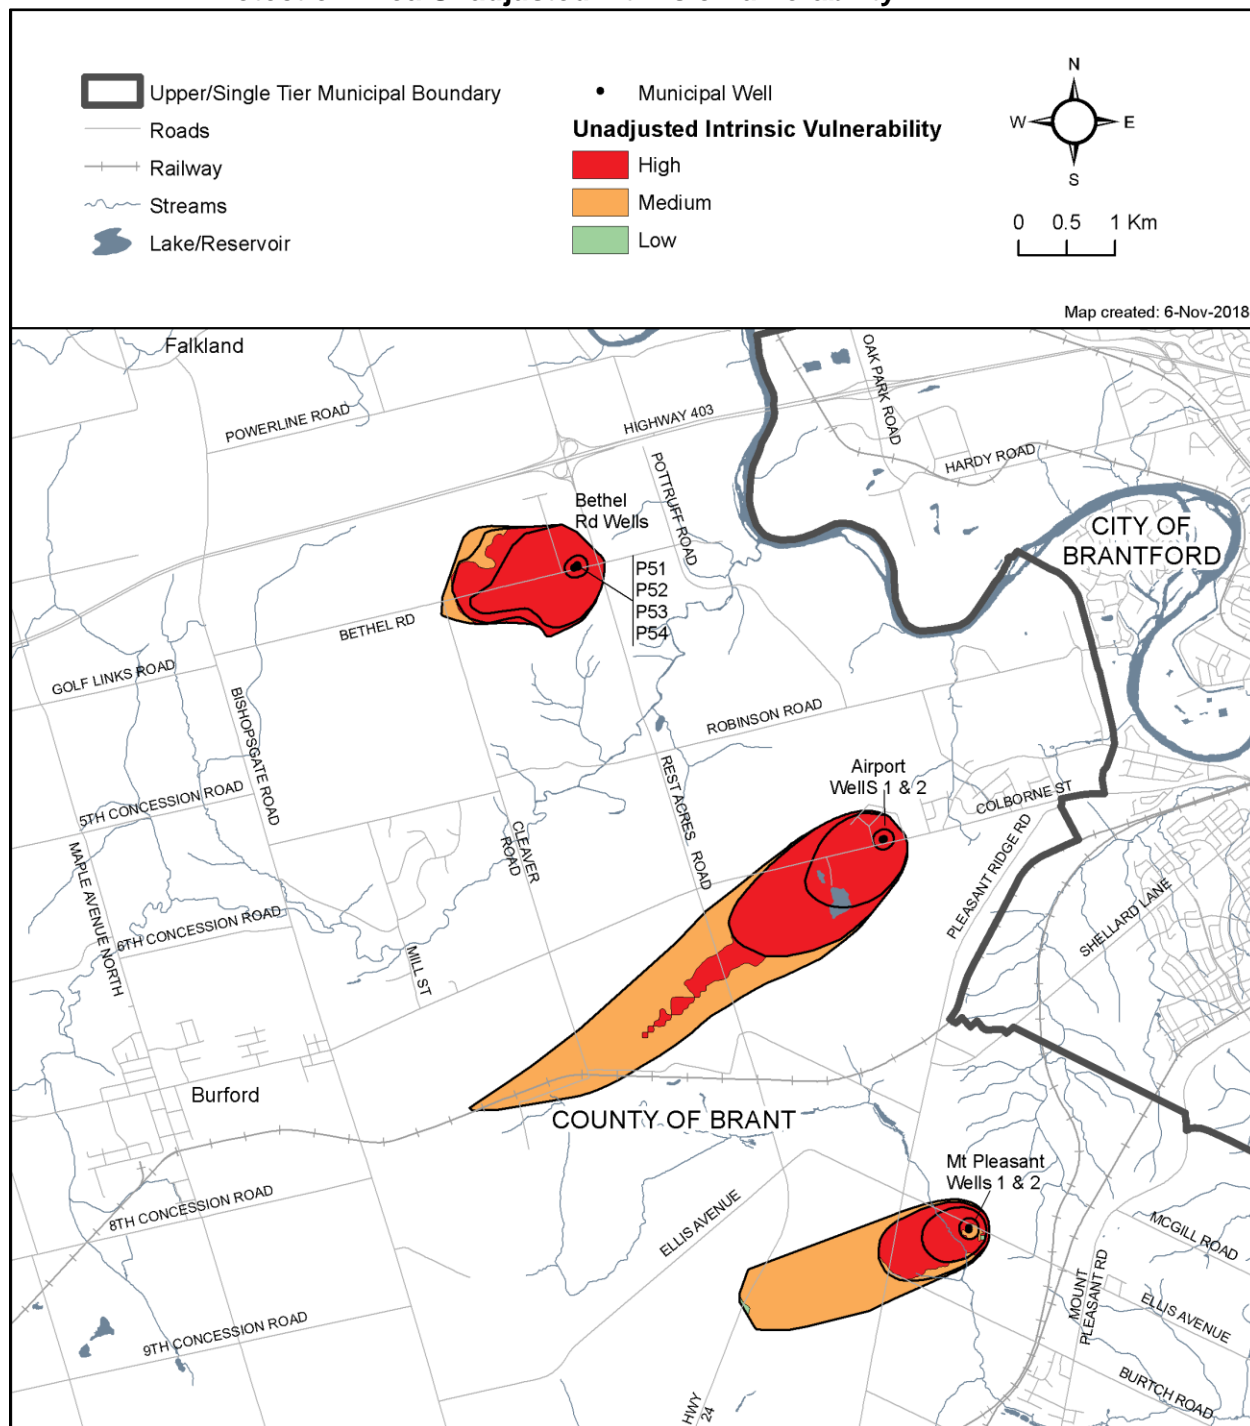 Upper/Single Tier Municipal Boundary
Roads
Railway
Streams
Lake/Reservoir
Municipal Well
Unadjusted Intrinsic Vulnerability
High
Medium
Low
N
W
E
S
0 0.5 1 Km
Map created: 6-Nov-2018
Falkland
POWERLINE ROAD
HIGHWAY 403
OAK PARK ROAD
HARDY ROAD
POTTRUFF ROAD
Bethel
Rd Wells
CITY OF
BRANTFORD
P51
P52
P53
P54
BETHEL RD
GOLF LINKS ROAD
BISHOPSGATE ROAD
ROBINSON ROAD
REST ACRES ROAD
Airport
WellS 1 & 2
COLBORNE ST
5TH CONCESSION ROAD
CLEAVER
ROAD
PLEASANT RIDGE RD
MAPLE AVENUE NORTH
6TH CONCESSION ROAD
MILL ST
SHELLARD LANE
Burford
COUNTY OF BRANT
Mt Pleasant
Wells 1 & 2
8TH CONCESSION ROAD
ELLIS AVENUE
MCGILL ROAD
MOUNT
PLEASANT RD
ELLIS AVENUE
9TH CONCESSION ROAD
BURTCH ROAD
HWY
24